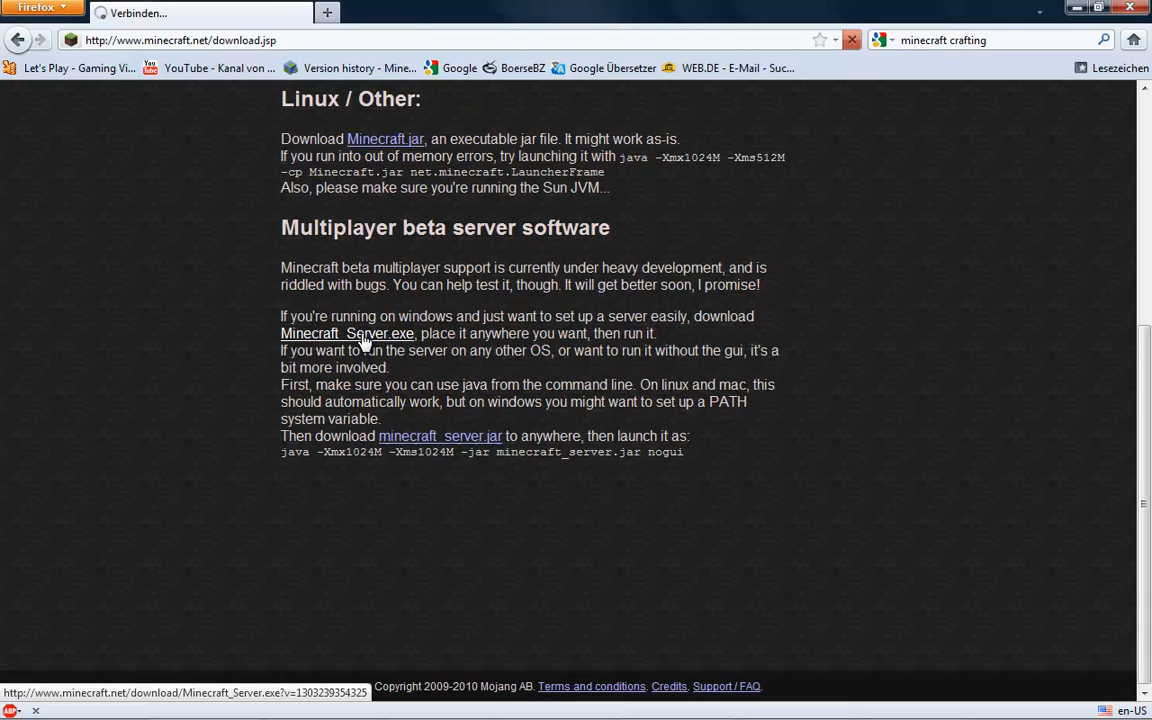 Firefox
Verbinden...
http://www.minecraft.net/download.jsp
minecraft crafting
Let's Play - Gaming Vi...
YouTube - Kanal von ...
Version history - Mine...
Google
BoerseBZ
Google Übersetzer
WEB.DE - E-Mail - Suc...
Lesezeichen
Linux / Other:
Download Minecraft.jar, an executable jar file. It might work as-is.
If you run into out of memory errors, try launching it with java -Xmx1024M -Xms512M
-cp Minecraft.jar net.minecraft.LauncherFrame
Also, please make sure you're running the Sun JVM...
Multiplayer beta server software
Minecraft beta multiplayer support is currently under heavy development, and is
riddled with bugs. You can help test it, though. It will get better soon, I promise!
If you're running on windows and just want to set up a server easily, download
Minecraft_Server.exe, place it anywhere you want, then run it.
If you want to run the server on any other OS, or want to run it without the gui, it's a
bit more involved.
First, make sure you can use java from the command line. On linux and mac, this
should automatically work, but on windows you might want to set up a PATH
system variable.
Then download minecraft_server.jar to anywhere, then launch it as:
java -Xmx1024M -Xms1024M -jar minecraft_server.jar nogui
http://www.minecraft.net/download/Minecraft_Server.exe?v=1303239354325
Copyright 2009-2010 Mojang AB. Terms and conditions. Credits. Support / FAQ.
ABP
en-US